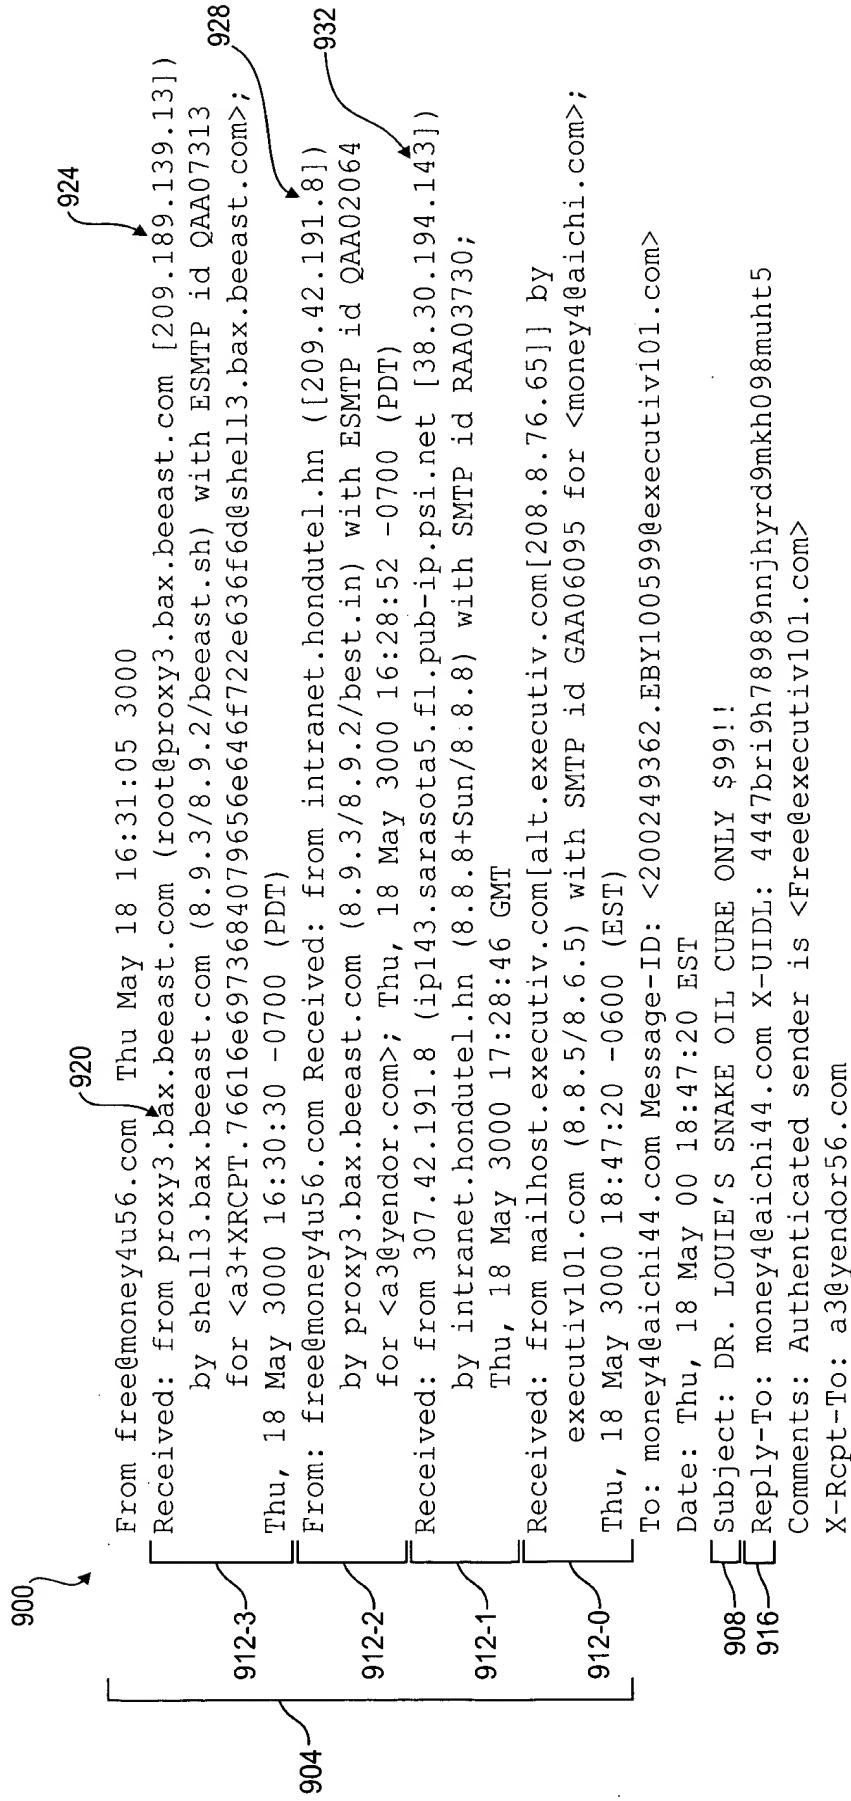 900
904
From free@money4u56.com  Thu May 18 16:31:05 3000
920
924
912-3
Received: from proxy3.bax.beeast.com (root@proxy3.bax.beeast.com [209.189.139.13])
by shell3.bax.beeast.com (8.9.3/8.9.2/beeast.sh) with ESMTP id QAA07313
for <a3+XRCPT.76616e6973684079656e646f722e636f6d@shell3.bax.beeast.com>;
Thu, 18 May 3000 16:30:30 -0700 (PDT)
928
912-2
From: free@money4u56.com Received: from intranet.hondutel.hn ([209.42.191.8])
by proxy3.bax.beeast.com (8.9.3/8.9.2/best.in) with ESMTP id QAA02064
for <a3@yendor.com>; Thu, 18 May 3000 16:28:52 -0700 (PDT)
932
912-1
Received: from 307.42.191.8 (ip143.sarasota5.fl.pub-ip.psi.net [38.30.194.143])
by intranet.hondutel.hn (8.8.8+Sun/8.8.8) with SMTP id RAA03730;
Thu, 18 May 3000 17:28:46 GMT
912-0
Received: from mailhost.executiv.com[alt.executiv.com[208.8.76.65]] by
executiv101.com (8.8.5/8.6.5) with SMTP id GAA06095 for <money4@aichi.com>;
Thu, 18 May 3000 18:47:20 -0600 (EST)
To: money4@aichi44.com Message-ID: <200249362.EBY100599@executiv101.com>
Date: Thu, 18 May 00 18:47:20 EST
908
Subject: DR. LOUIE'S SNAKE OIL CURE ONLY $99!!
916
Reply-To: money4@aichi44.com X-UIDL: 4447bri9h78989nnjhyrd9mkh098muht5
Comments: Authenticated sender is <Free@executiv101.com>
X-Rcpt-To: a3@yendor56.com